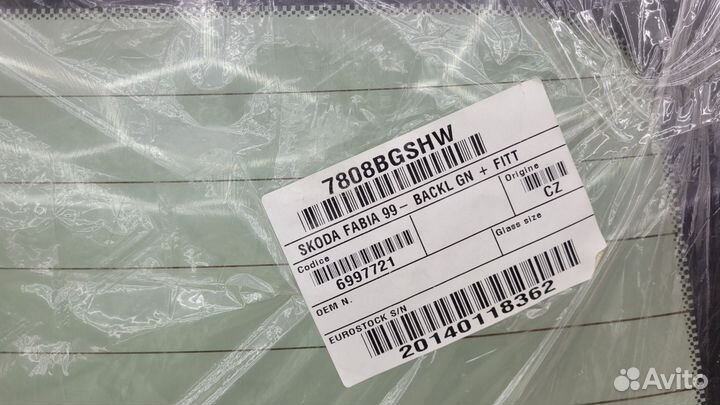 7808BGSHW
SKODA FABIA 99- BACKL GN + FITT
Codice
6997721
Origine
CZ
OEM N.
Glass size
EUROSTOCK S/N
20140118362
Avito